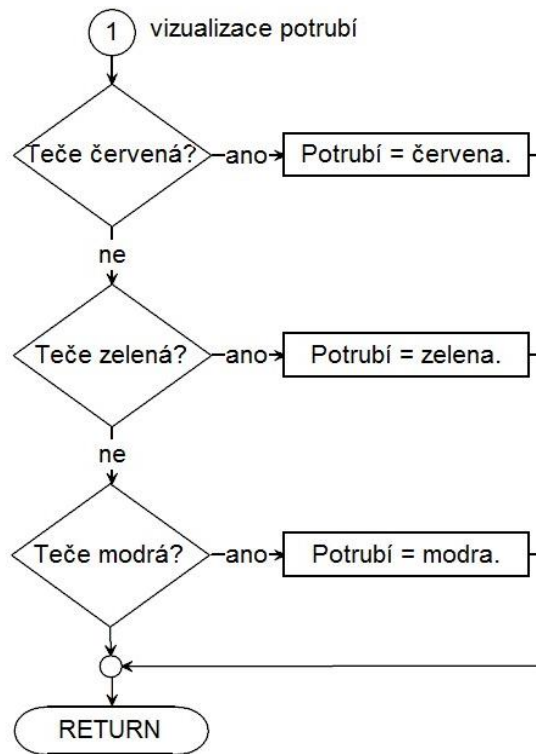 1 vizualizace potrubí
Teče červená? ano Potrubí = červena.
ne
Teče zelená? ano Potrubí = zelena.
ne
Teče modrá? ano Potrubí = modra.
RETURN